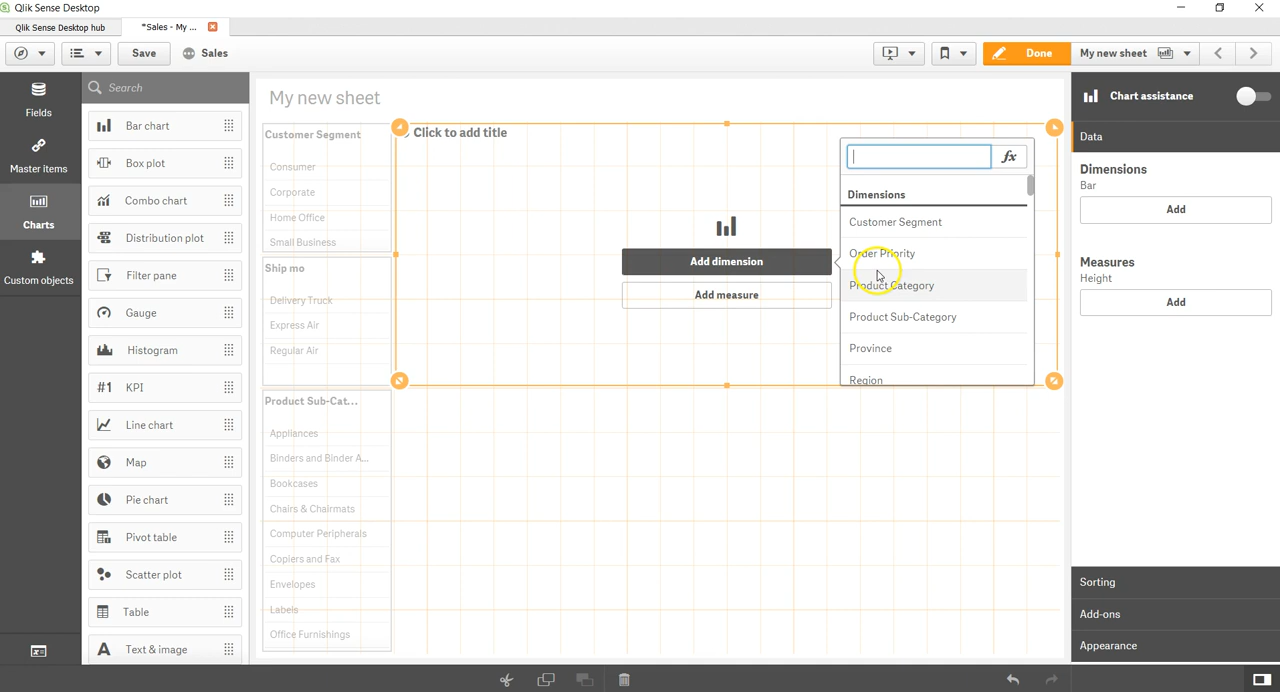 Qlik Sense Desktop
Qlik Sense Desktop hub
*Sales - My ...
Save
Sales
Done
My new sheet
Fields
Master items
Charts
Custom objects
Search
Bar chart
Box plot
Combo chart
Distribution plot
Filter pane
Gauge
Histogram
#1 KPI
Line chart
Map
Pie chart
Pivot table
Scatter plot
Table
A Text & image
My new sheet
Customer Segment
Consumer
Corporate
Home Office
Small Business
Ship mo
Delivery Truck
Express Air
Regular Air
Product Sub-Cat...
Appliances
Binders and Binder A...
Bookcases
Chairs & Chairmats
Computer Peripherals
Copiers and Fax
Envelopes
Labels
Office Furnishings
Click to add title
Add dimension
Add measure
fx
Dimensions
Customer Segment
Order Priority
Product Category
Product Sub-Category
Province
Region
Chart assistance
Data
Dimensions
Bar
Add
Measures
Height
Add
Sorting
Add-ons
Appearance